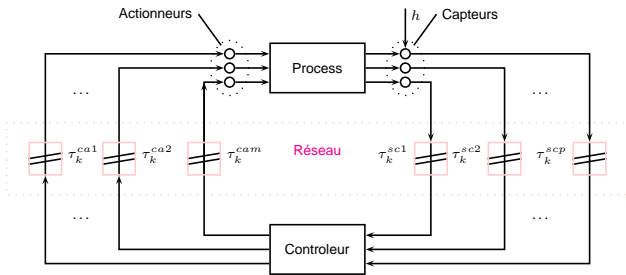 Actionneurs
h
Capteurs
Process
...
...
τ_k^{ca1}
τ_k^{ca2}
τ_k^{cam}
Réseau
τ_k^{sc1}
τ_k^{sc2}
τ_k^{scp}
...
...
Controleur